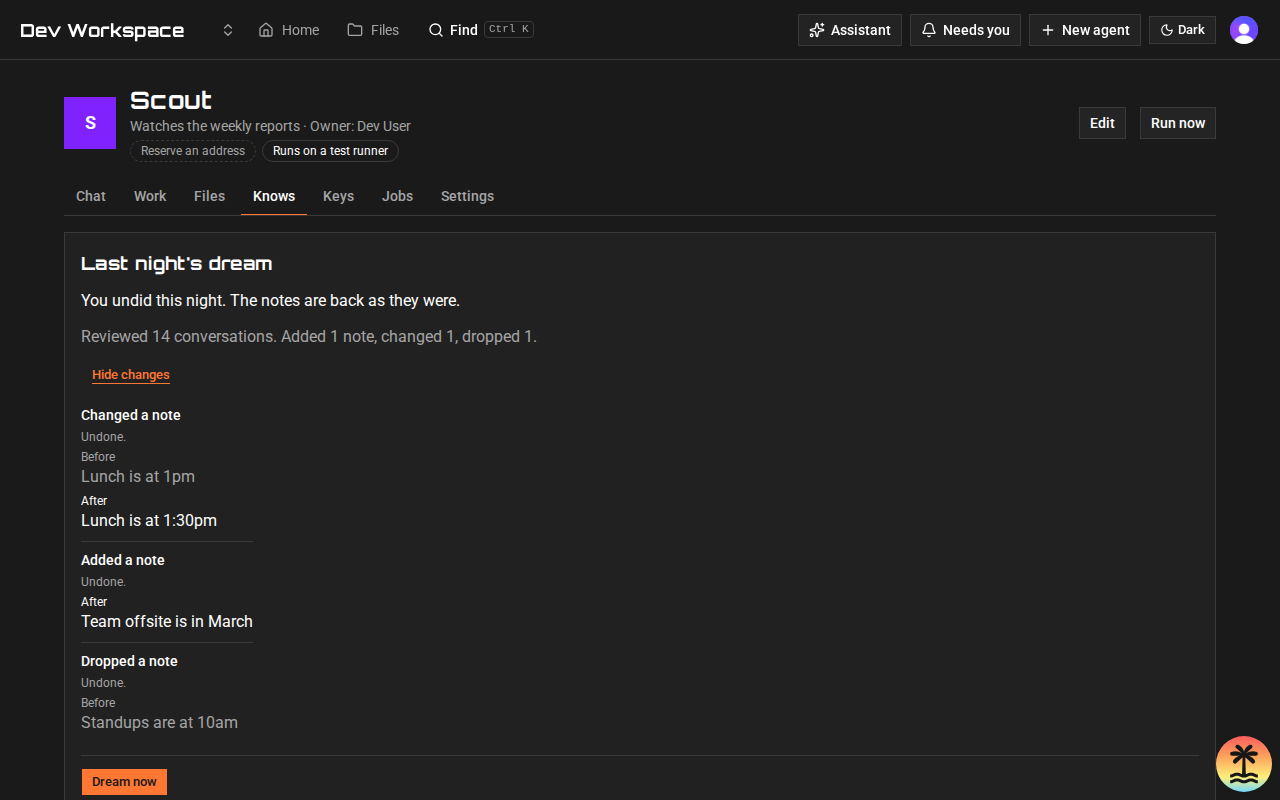 Dev Workspace
Home
Files
Find Ctrl K
Assistant
Needs you
New agent
Dark
S
Scout
Watches the weekly reports · Owner: Dev User
Reserve an address
Runs on a test runner
Edit
Run now
Chat
Work
Files
Knows
Keys
Jobs
Settings
Last night's dream
You undid this night. The notes are back as they were.
Reviewed 14 conversations. Added 1 note, changed 1, dropped 1.
Hide changes
Changed a note
Undone.
Before
Lunch is at 1pm
After
Lunch is at 1:30pm
Added a note
Undone.
After
Team offsite is in March
Dropped a note
Undone.
Before
Standups are at 10am
Dream now